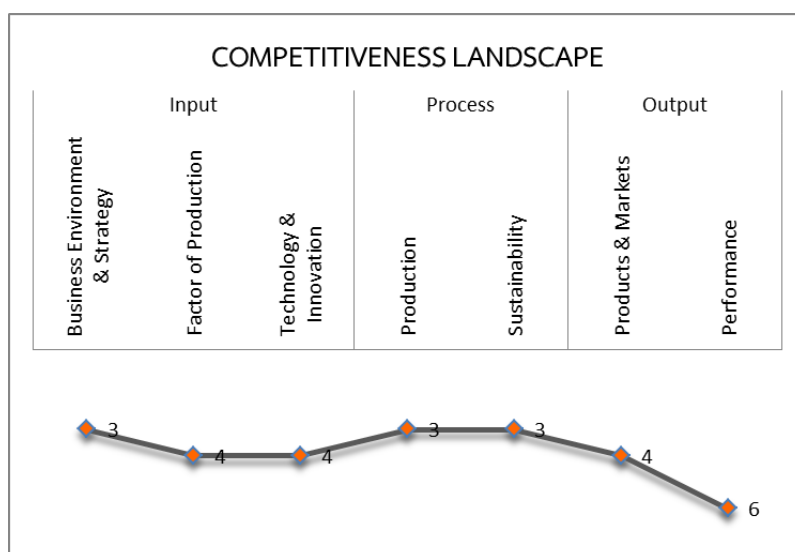 COMPETITIVENESS LANDSCAPE
Input
Process
Output
Business Environment
& Strategy
Factor of Production
Technology &
Innovation
Production
Sustainability
Products & Markets
Performance
3
4
4
3
3
4
6